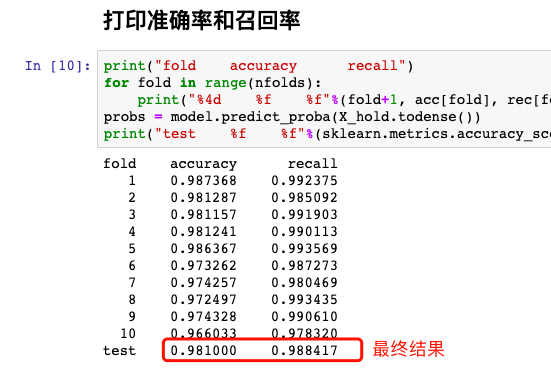 打印准确率和召回率
In [10]: print("fold    accuracy      recall")
for fold in range(nfolds):
    print("%4d    %f    %f"%(fold+1, acc[fold], rec[fo
probs = model.predict_proba(X_hold.todense())
print("test    %f    %f"%(sklearn.metrics.accuracy_sco
fold    accuracy      recall
1    0.987368    0.992375
2    0.981287    0.985092
3    0.981157    0.991903
4    0.981241    0.990113
5    0.986367    0.993569
6    0.973262    0.987273
7    0.974257    0.980469
8    0.972497    0.993435
9    0.974328    0.990610
10    0.966033    0.978320
test    0.981000    0.988417 最终结果